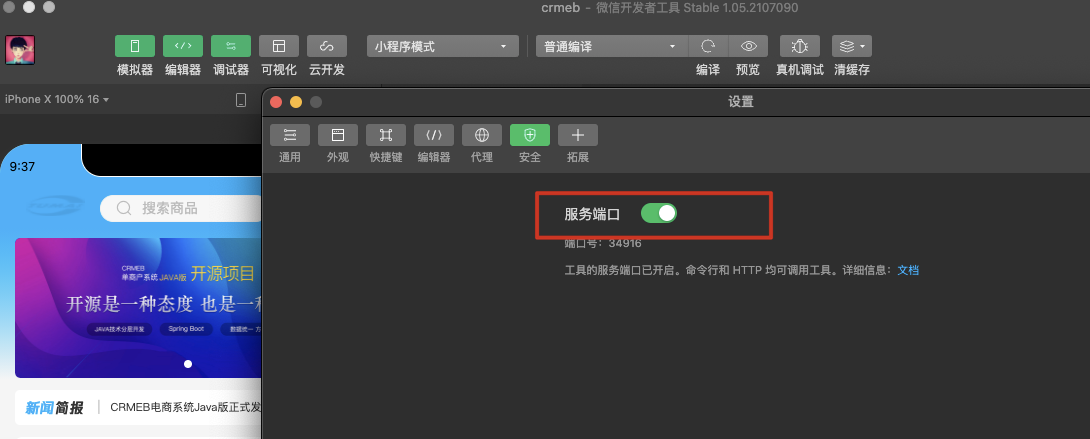 crmeb - 微信开发者工具 Stable 1.05.2107090
模拟器 编辑器 调试器 可视化 云开发
小程序模式
普通编译
编译 预览 真机调试 清缓存
iPhone X 100% 16
设置
通用 外观 快捷键 编辑器 代理 安全 拓展
9:37
搜索商品
服务端口
端口号：34916
工具的服务端口已开启。命令行和 HTTP 均可调用工具。详细信息：文档
CRMEB
单商户系统 JAVA版 开源项目
开源是一种态度 也是一种
JAVA技术分层开发 Spring Boot 数据统一 方
新闻简报
CRMEB电商系统Java版正式发